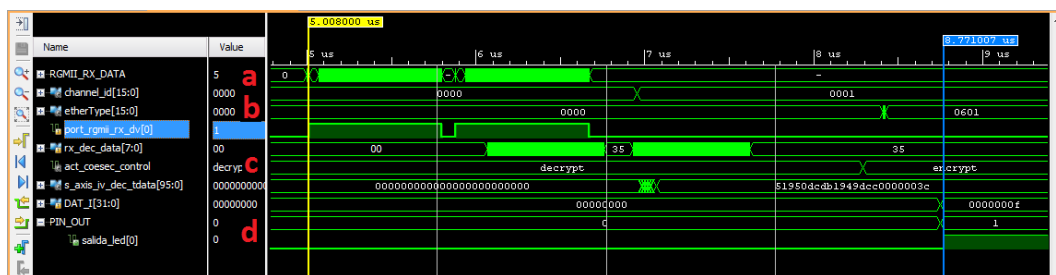 5.008000 us
8.771007 us
Name Value
5 us 6 us 7 us 8 us 9 us
RGMII_RX_DATA 5 a 0 - -
channel_id[15:0] 0000 0000 0001
etherType[15:0] 0000 b 0000 0601
port_rgmii_rx_dv[0] 1
rx_dec_data[7:0] 00 00 35 35
act_coesec_control decryp c decrypt encrypt
s_axis_iv_dec_tdata[95:0] 0000000000 000000000000000000000000 51950dcdb1949dcc0000003c
DAT_I[31:0] 00000000 00000000 0000000f
PIN_OUT 0 d 0 1
salida_led[0] 0